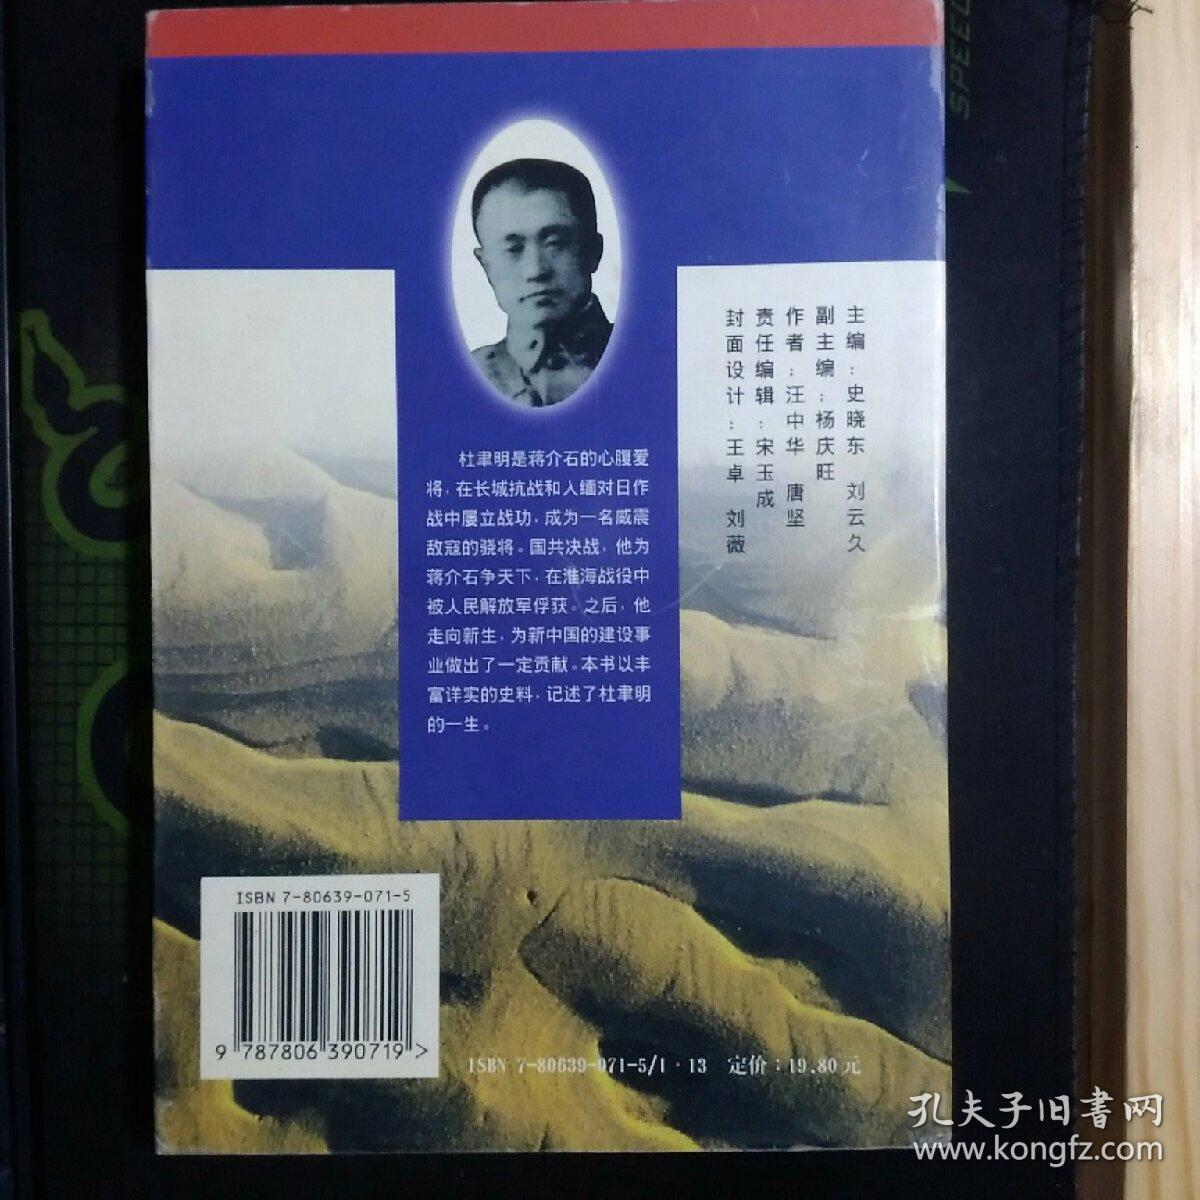 SPEED
主编：史晓东 刘云久
副主编：杨庆旺
作者：汪中华 唐坚
责任编辑：宋玉成
封面设计：王卓 刘薇
杜聿明是蒋介石的心腹爱
将，在长城抗战和入缅对日作
战中屡立战功，成为一名威震
敌寇的骁将。国共决战，他为
蒋介石争天下，在淮海战役中
被人民解放军俘获。之后，他
走向新生，为新中国的建设事
业做出了一定贡献。本书以丰
富详实的史料，记述了杜聿明
的一生。
ISBN 7-80639-071-5
9 787806 390719 >
ISBN 7-80639-071-5/I·13 定价：19.80元
孔夫子旧書网
www.kongfz.com